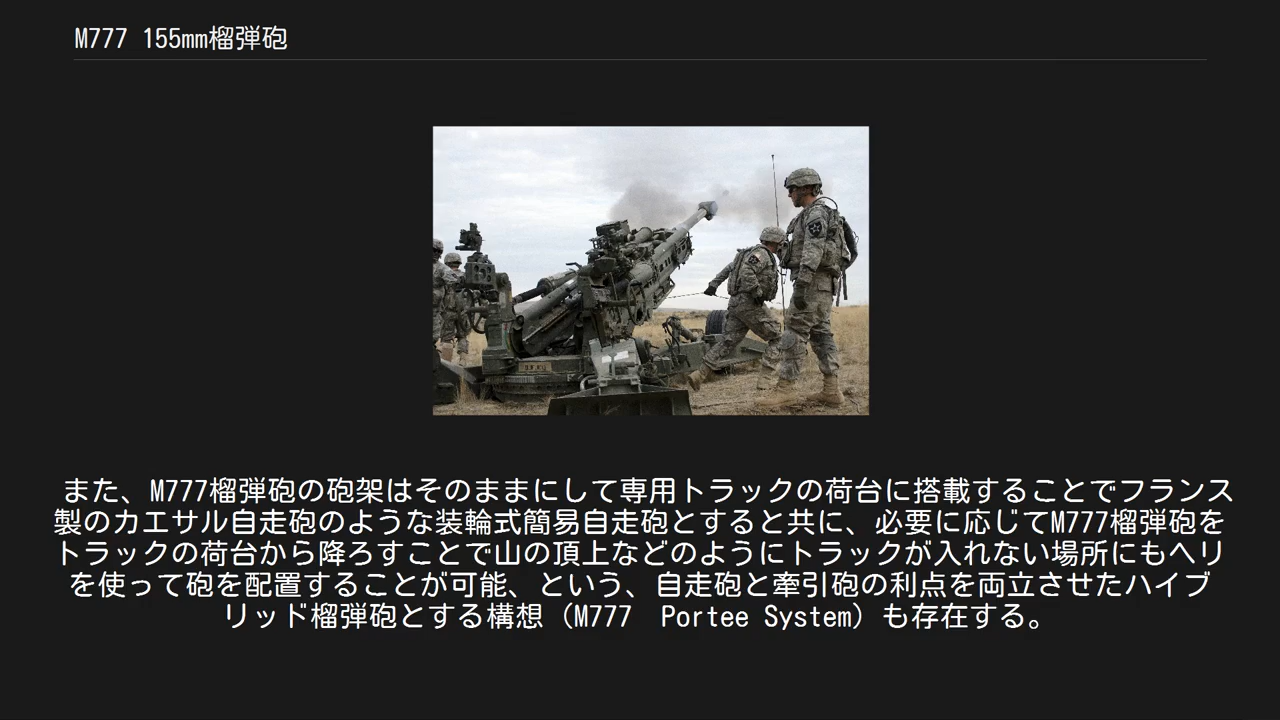 M777 155mm榴弾砲
また、M777榴弾砲の砲架はそのままにして専用トラックの荷台に搭載することでフランス
製のカエサル自走砲のような装輪式簡易自走砲とすると共に、必要に応じてM777榴弾砲を
トラックの荷台から降ろすことで山の頂上などのようにトラックが入れない場所にもヘリ
を使って砲を配置することが可能、という、自走砲と牽引砲の利点を両立させたハイブ
リッド榴弾砲とする構想（M777　Portee System）も存在する。